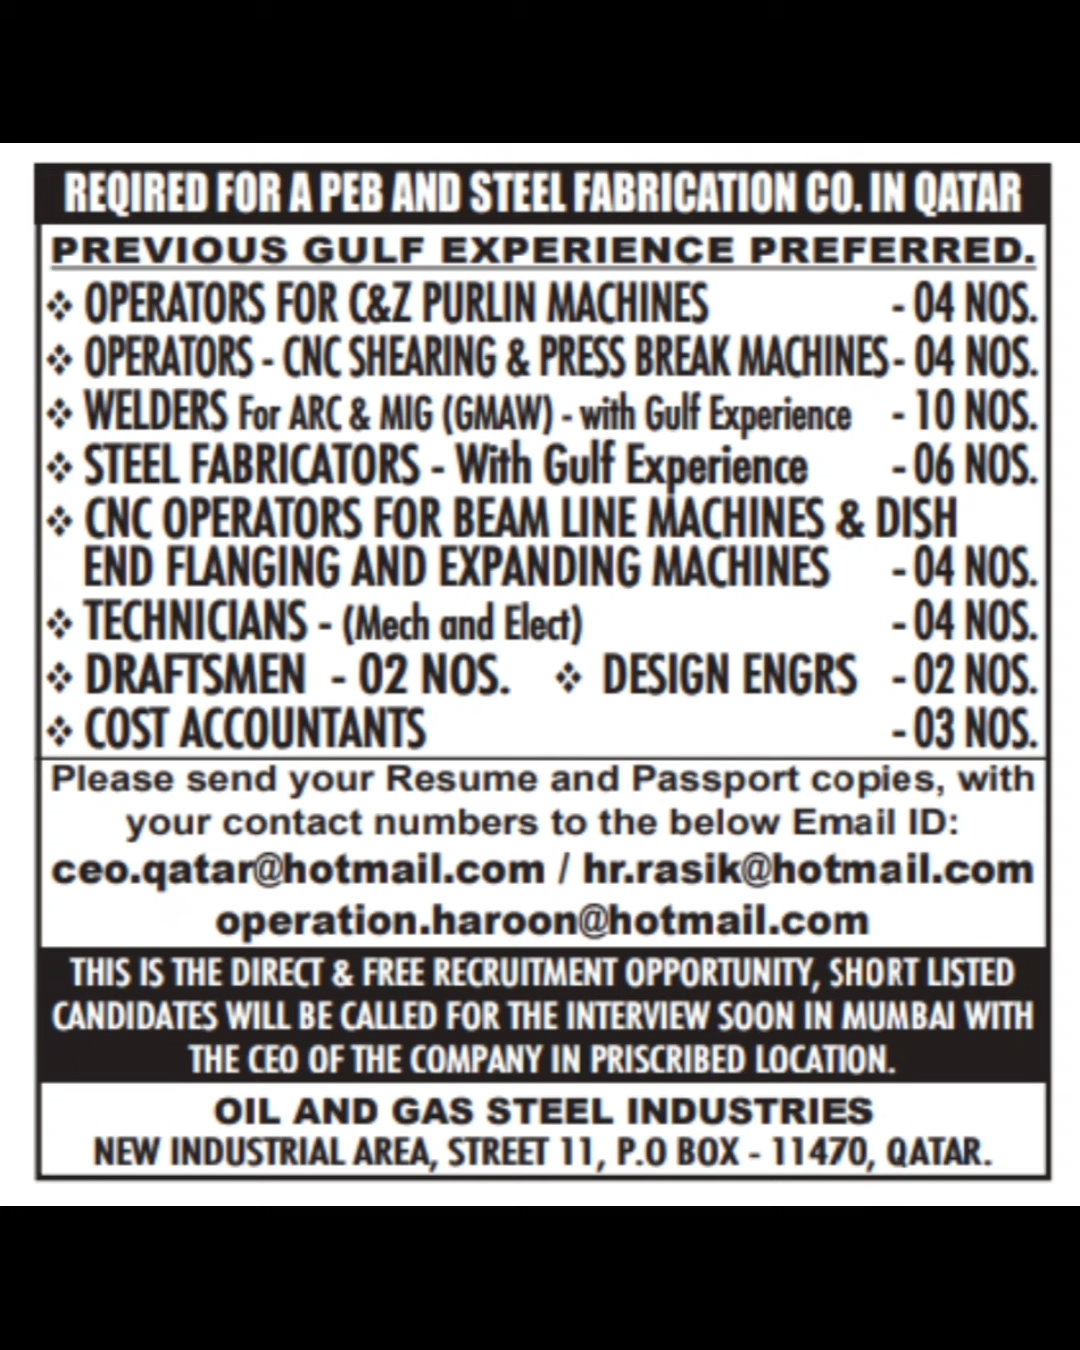 REQIRED FOR A PEB AND STEEL FABRICATION CO. IN QATAR
PREVIOUS GULF EXPERIENCE PREFERRED.
❖ OPERATORS FOR C&Z PURLIN MACHINES - 04 NOS.
❖ OPERATORS - CNC SHEARING & PRESS BREAK MACHINES - 04 NOS.
❖ WELDERS For ARC & MIG (GMAW) - with Gulf Experience - 10 NOS.
❖ STEEL FABRICATORS - With Gulf Experience - 06 NOS.
❖ CNC OPERATORS FOR BEAM LINE MACHINES & DISH
END FLANGING AND EXPANDING MACHINES - 04 NOS.
❖ TECHNICIANS - (Mech and Elect) - 04 NOS.
❖ DRAFTSMEN - 02 NOS. ❖ DESIGN ENGRS - 02 NOS.
❖ COST ACCOUNTANTS - 03 NOS.
Please send your Resume and Passport copies, with
your contact numbers to the below Email ID:
ceo.qatar@hotmail.com / hr.rasik@hotmail.com
operation.haroon@hotmail.com
THIS IS THE DIRECT & FREE RECRUITMENT OPPORTUNITY, SHORT LISTED
CANDIDATES WILL BE CALLED FOR THE INTERVIEW SOON IN MUMBAI WITH
THE CEO OF THE COMPANY IN PRISCRIBED LOCATION.
OIL AND GAS STEEL INDUSTRIES
NEW INDUSTRIAL AREA, STREET 11, P.O BOX - 11470, QATAR.